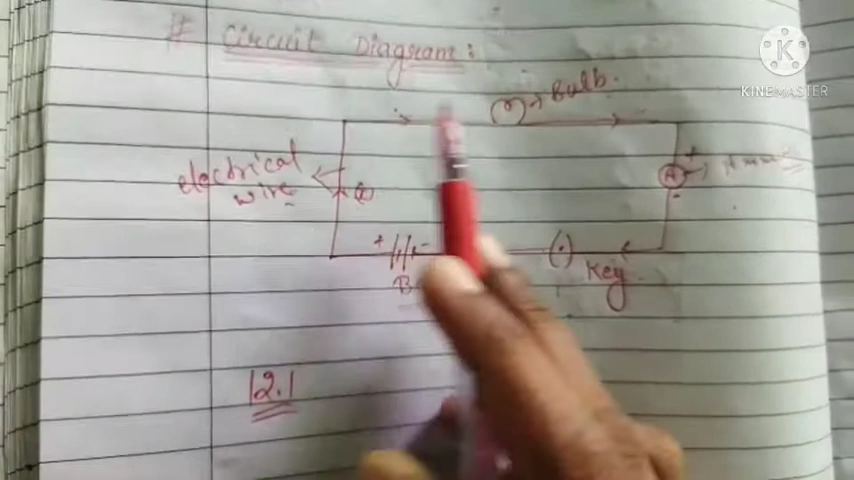 # Circuit Diagram:
K
KINEMASTER
Bulb.
electrical
wire
+
A
-
+ -
(.)
Key
B
12.1